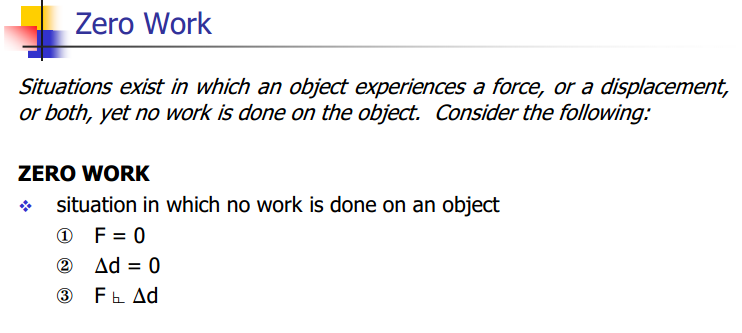 Zero Work
Situations exist in which an object experiences a force, or a displacement,
or both, yet no work is done on the object. Consider the following:
ZERO WORK
❖ situation in which no work is done on an object
① F = 0
② Δd = 0
③ F ⊾ Δd